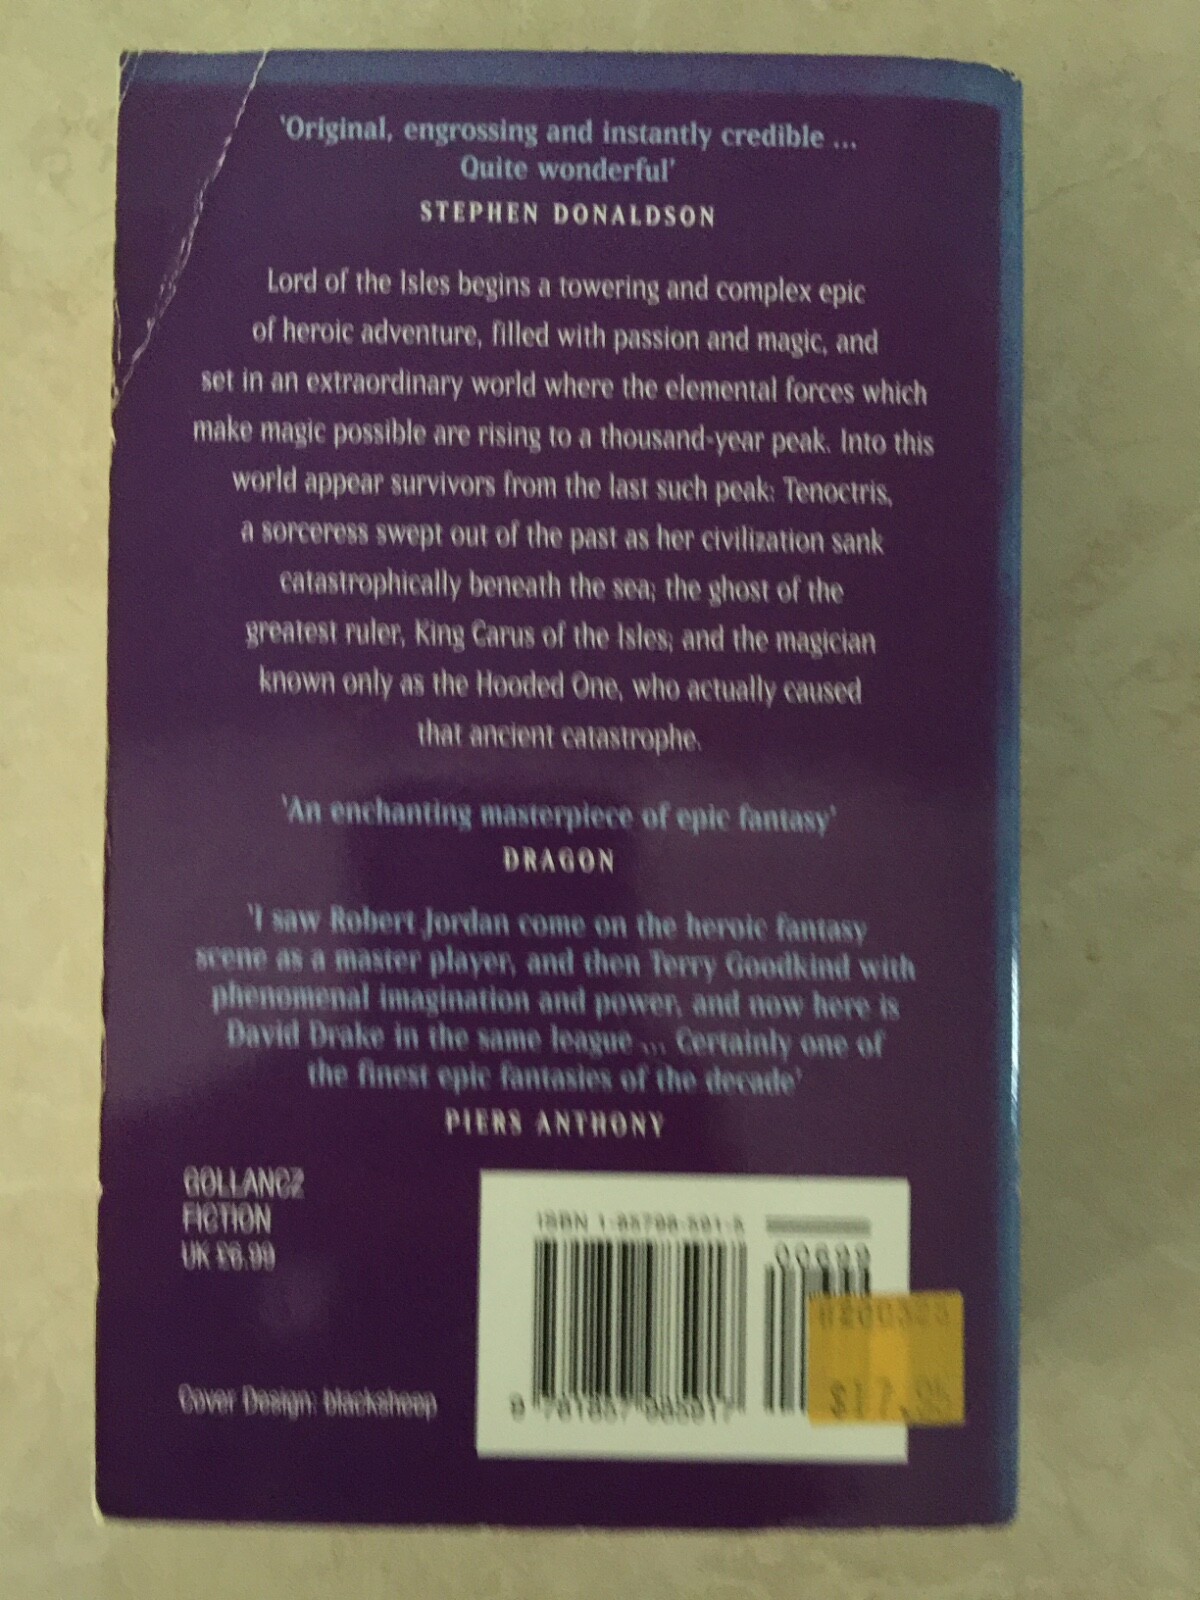 'Original, engrossing and instantly credible ...
Quite wonderful'
STEPHEN DONALDSON
Lord of the Isles begins a towering and complex epic
of heroic adventure, filled with passion and magic, and
set in an extraordinary world where the elemental forces which
make magic possible are rising to a thousand-year peak. Into this
world appear survivors from the last such peak: Tenoctris,
a sorceress swept out of the past as her civilization sank
catastrophically beneath the sea; the ghost of the
greatest ruler, King Carus of the Isles; and the magician
known only as the Hooded One, who actually caused
that ancient catastrophe.
'An enchanting masterpiece of epic fantasy'
DRAGON
'I saw Robert Jordan come on the heroic fantasy
scene as a master player, and then Terry Goodkind with
phenomenal imagination and power, and now here is
David Drake in the same league ... Certainly one of
the finest epic fantasies of the decade'
PIERS ANTHONY
GOLLANCZ
FICTION
UK £6.99
ISBN
00699
$17.95
Cover Design: blacksheep